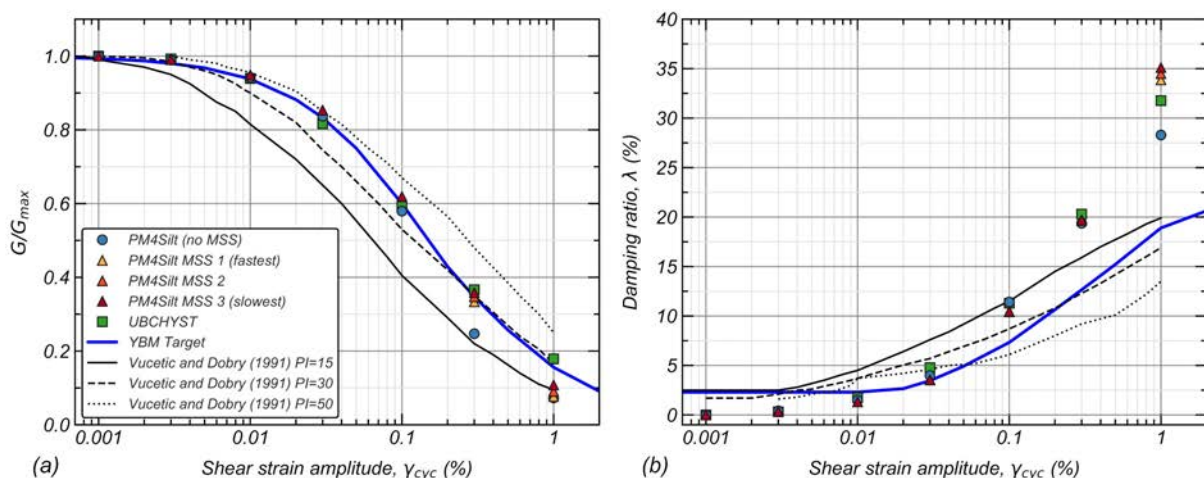 1.0
0.8
0.6
0.4
0.2
0.0
G/Gmax
PM4Silt (no MSS)
PM4Silt MSS 1 (fastest)
PM4Silt MSS 2
PM4Silt MSS 3 (slowest)
UBCHYST
YBM Target
Vucetic and Dobry (1991) PI=15
Vucetic and Dobry (1991) PI=30
Vucetic and Dobry (1991) PI=50
0.001 0.01 0.1 1
(a) Shear strain amplitude, γcyc (%)
40
35
30
25
20
15
10
5
0
Damping ratio, λ (%)
0.001 0.01 0.1 1
(b) Shear strain amplitude, γcyc (%)